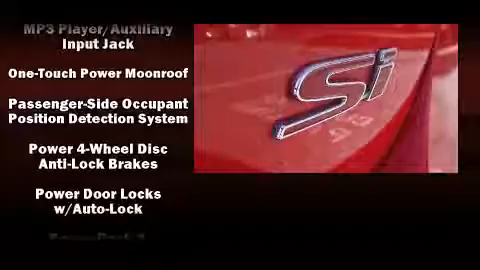 MP3 Player/Auxiliary
Input Jack
One-Touch Power Moonroof
Passenger-Side Occupant
Position Detection System
Power 4-Wheel Disc
Anti-Lock Brakes
Power Door Locks
w/Auto-Lock
Si